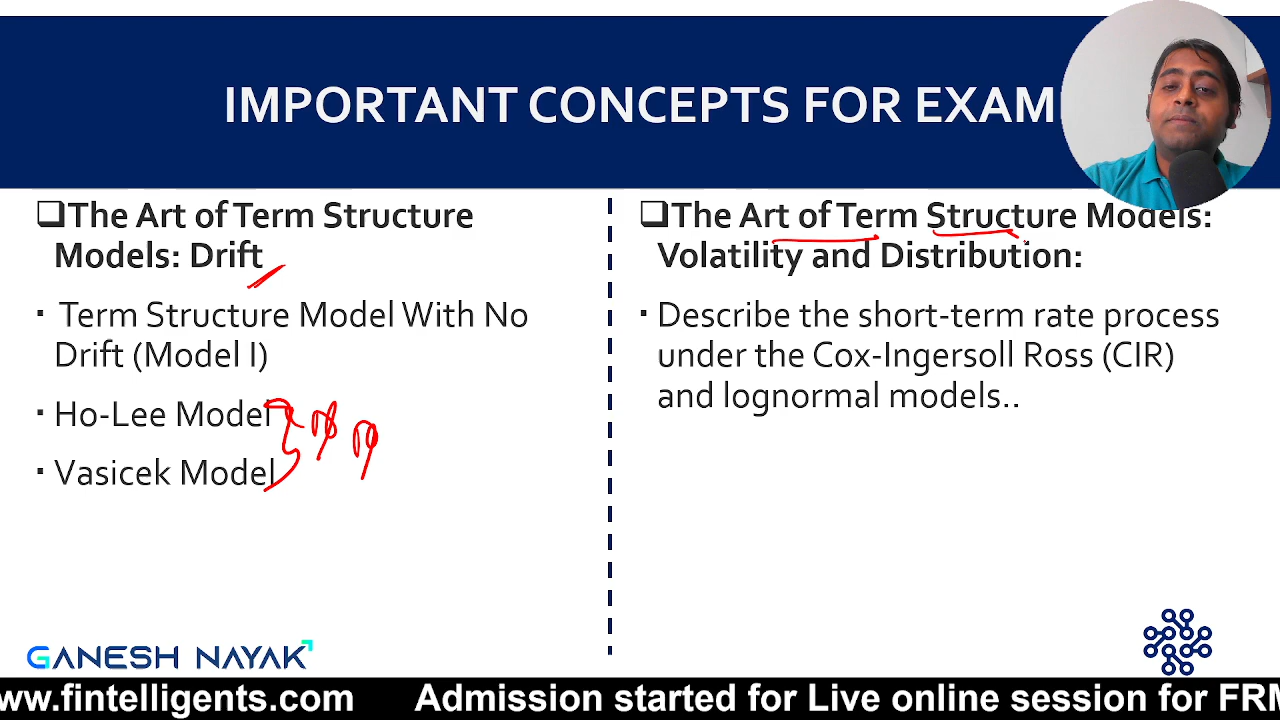 IMPORTANT CONCEPTS FOR EXAM
❑The Art of Term Structure
Models: Drift
▪ Term Structure Model With No
Drift (Model I)
▪ Ho-Lee Model
▪ Vasicek Model
❑The Art of Term Structure Models:
Volatility and Distribution:
▪ Describe the short-term rate process
under the Cox-Ingersoll Ross (CIR)
and lognormal models..
GANESH NAYAK
www.fintelligents.com Admission started for Live online session for FRM